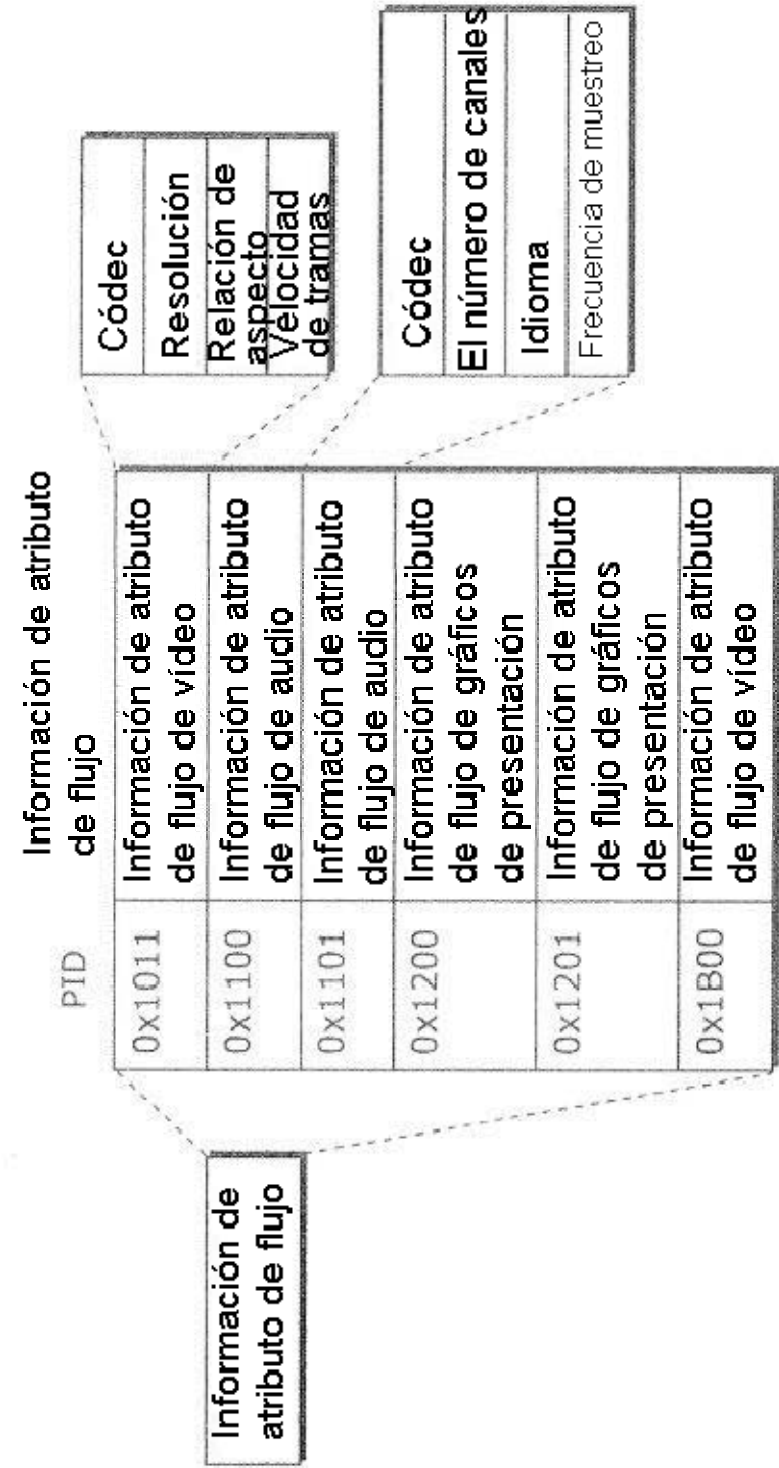 Información de
atributo de flujo
PID
Información de atributo
de flujo
0x1011
Información de atributo
de flujo de vídeo
0x1100
Información de atributo
de flujo de audio
0x1101
Información de atributo
de flujo de audio
0x1200
Información de atributo
de flujo de gráficos
de presentación
0x1201
Información de atributo
de flujo de gráficos
de presentación
0x1B00
Información de atributo
de flujo de vídeo
Códec
Resolución
Relación de
aspecto
Velocidad
de tramas
Códec
El número de canales
Idioma
Frecuencia de muestreo